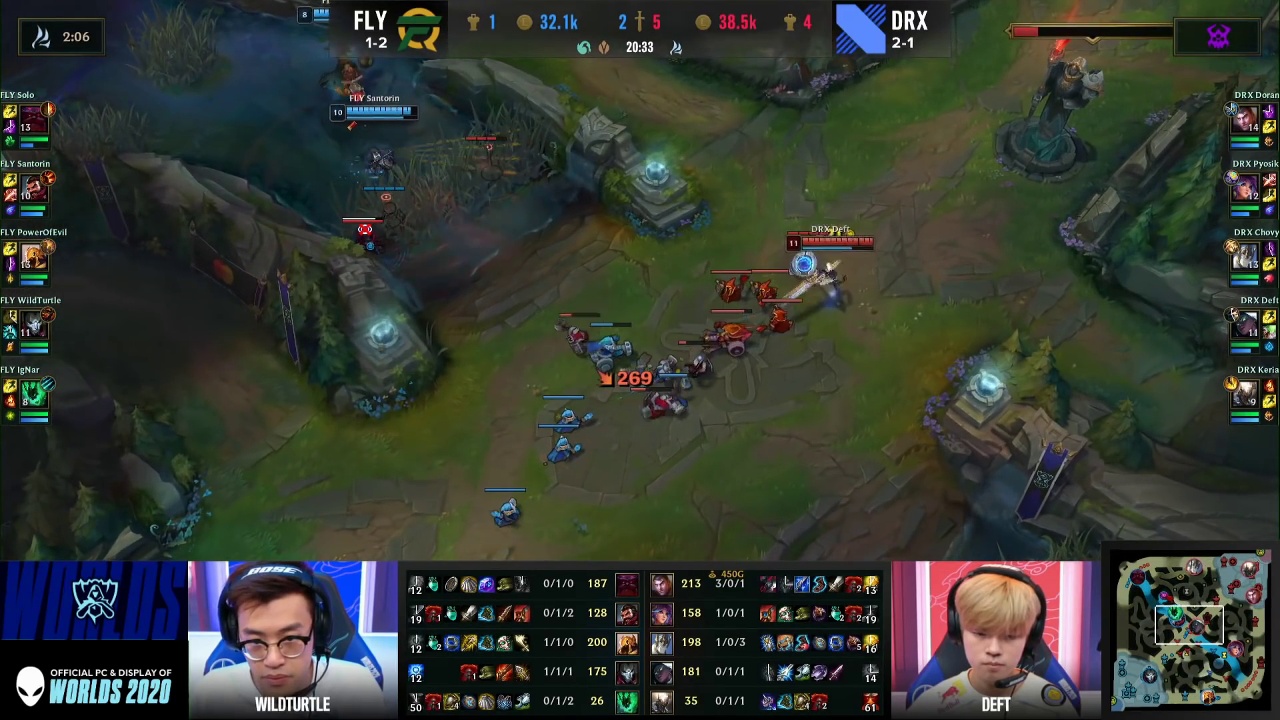 2:06
FLY
1-2
1
32.1k
2
5
38.5k
4
20:33
DRX
2-1
8
FLY Solo
13
FLY Santorin
10
FLY PowerOfEvil
13
FLY WildTurtle
11
FLY IgNar
8
FLY Santorin
10
DRX Deft
11
269
DRX Doran
14
DRX Pyosik
12
DRX Chovy
13
DRX Deft
11
DRX Keria
9
WORLDS
OFFICIAL PC & DISPLAY OF
WORLDS 2020
BOSE
WILDTURTLE
450G
12 0/1/0 187 213 3/0/1 13
19 0/1/2 128 158 1/0/1 19
12 1/1/0 200 198 1/0/3 16
12 1/1/1 175 181 0/1/1 14
50 0/1/2 26 35 0/1/1 61
DEFT